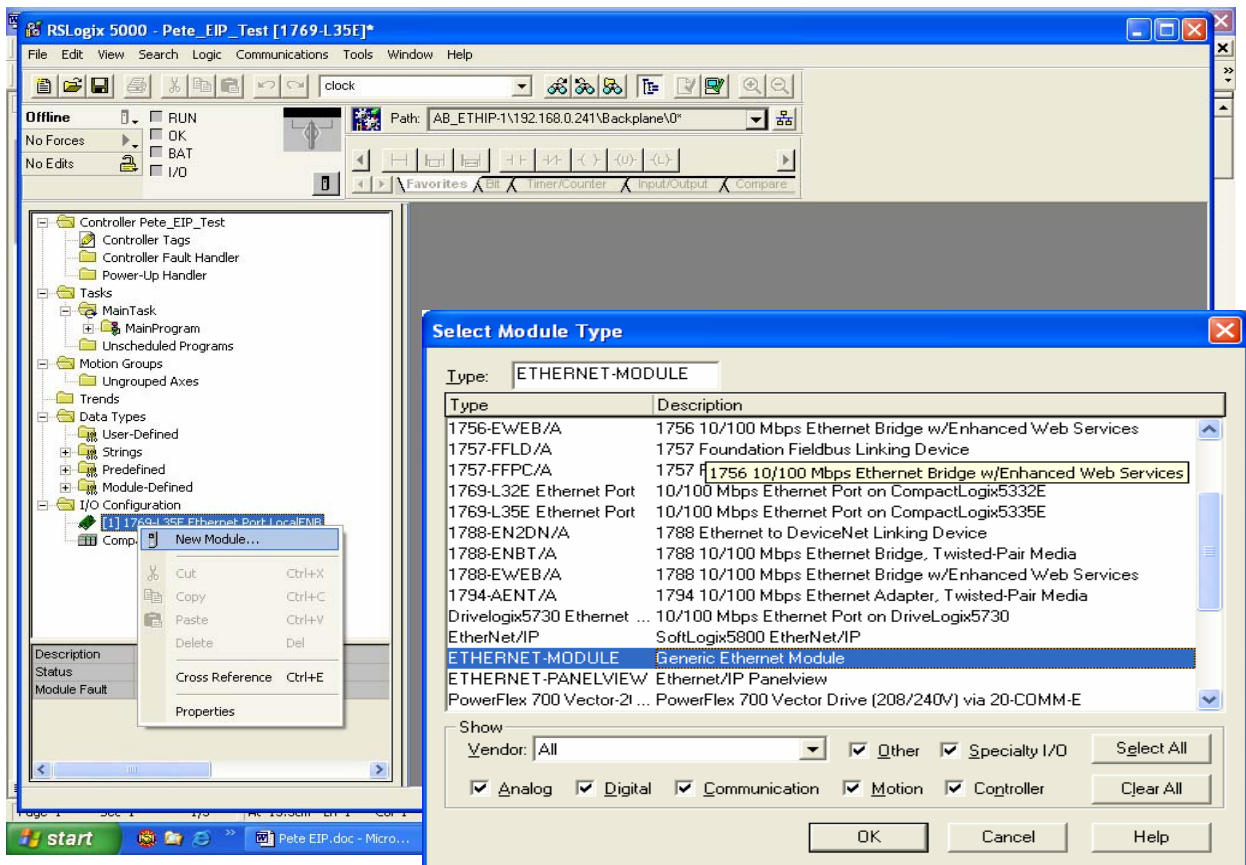 RSLogix 5000 - Pete_EIP_Test [1769-L35E]*
File Edit View Search Logic Communications Tools Window Help
clock
Offline
RUN
No Forces
OK
No Edits
BAT
I/O
Path: AB_ETHIP-1\192.168.0.241\Backplane\0*
Favorites Bit Timer/Counter Input/Output Compare
Controller Pete_EIP_Test
Controller Tags
Controller Fault Handler
Power-Up Handler
Tasks
MainTask
MainProgram
Unscheduled Programs
Motion Groups
Ungrouped Axes
Trends
Data Types
User-Defined
Strings
Predefined
Module-Defined
I/O Configuration
[1] 1769-L35E Ethernet Port LocalENB
Comp
New Module...
Cut Ctrl+X
Copy Ctrl+C
Paste Ctrl+V
Delete Del
Cross Reference Ctrl+E
Properties
Description
Status
Module Fault
Select Module Type
Type: ETHERNET-MODULE
Type Description
1756-EWEB/A 1756 10/100 Mbps Ethernet Bridge w/Enhanced Web Services
1757-FFLD/A 1757 Foundation Fieldbus Linking Device
1757-FFPC/A 1757 F
1756 10/100 Mbps Ethernet Bridge w/Enhanced Web Services
1769-L32E Ethernet Port 10/100 Mbps Ethernet Port on CompactLogix5332E
1769-L35E Ethernet Port 10/100 Mbps Ethernet Port on CompactLogix5335E
1788-EN2DN/A 1788 Ethernet to DeviceNet Linking Device
1788-ENBT/A 1788 10/100 Mbps Ethernet Bridge, Twisted-Pair Media
1788-EWEB/A 1788 10/100 Mbps Ethernet Bridge w/Enhanced Web Services
1794-AENT/A 1794 10/100 Mbps Ethernet Adapter, Twisted-Pair Media
Drivelogix5730 Ethernet ... 10/100 Mbps Ethernet Port on DriveLogix5730
EtherNet/IP SoftLogix5800 EtherNet/IP
ETHERNET-MODULE Generic Ethernet Module
ETHERNET-PANELVIEW Ethernet/IP Panelview
PowerFlex 700 Vector-2( ... PowerFlex 700 Vector Drive (208/240V) via 20-COMM-E
Show
Vendor: All Other Specialty I/O Select All
Analog Digital Communication Motion Controller Clear All
OK Cancel Help
start
Pete EIP.doc - Micro...